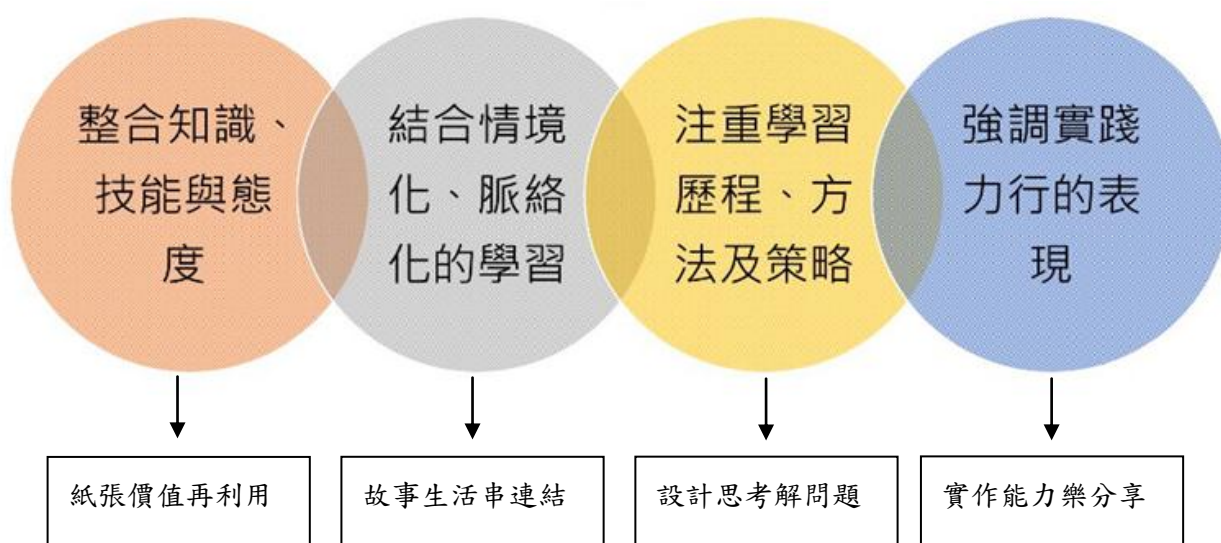 整合知識、
技能與態
度
結合情境
化、脈絡
化的學習
注重學習
歷程、方
法及策略
強調實踐
力行的表
現
紙張價值再利用
故事生活串連結
設計思考解問題
實作能力樂分享